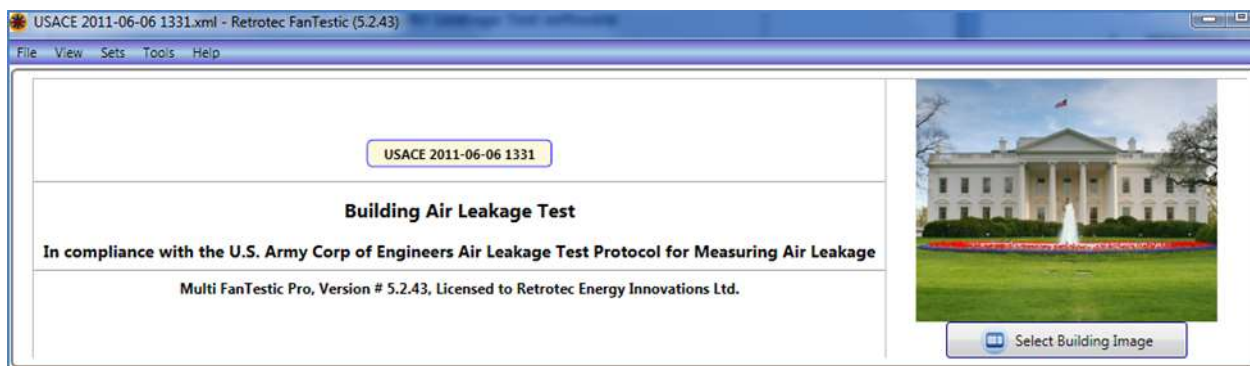 USACE 2011-06-06 1331.xml - Retrotec FanTestic (5.2.43)
File View Sets Tools Help
USACE 2011-06-06 1331
Building Air Leakage Test
In compliance with the U.S. Army Corp of Engineers Air Leakage Test Protocol for Measuring Air Leakage
Multi FanTestic Pro, Version # 5.2.43, Licensed to Retrotec Energy Innovations Ltd.
Select Building Image